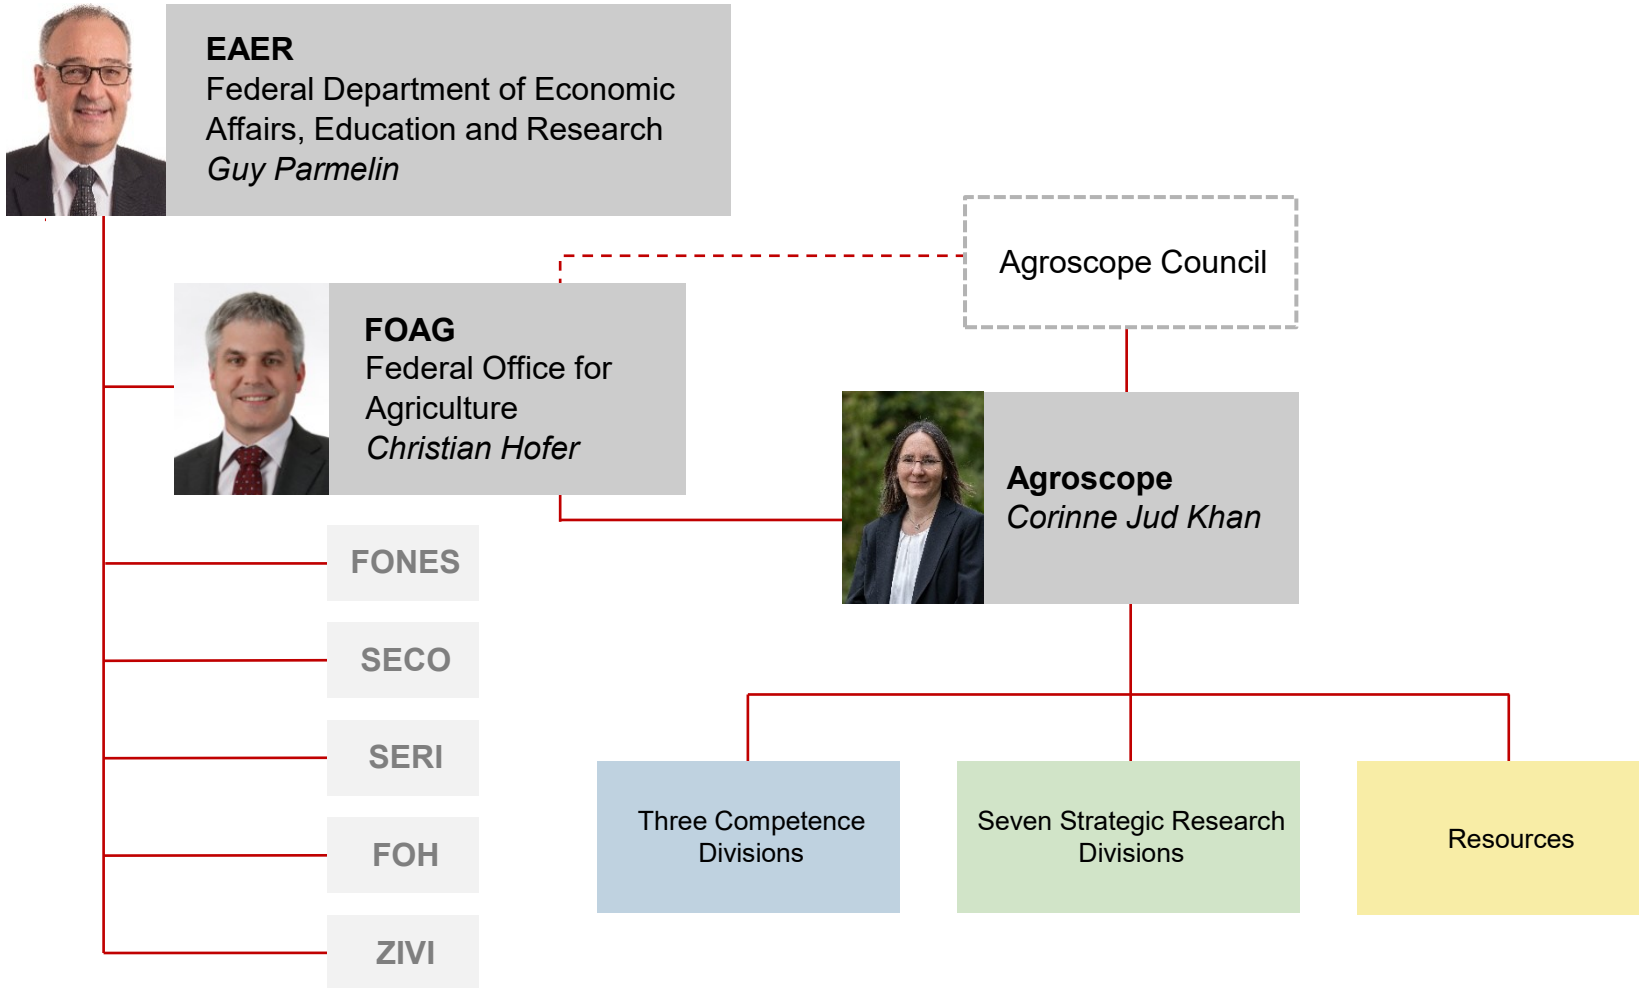 EAER
Federal Department of Economic
Affairs, Education and Research
Guy Parmelin
Agroscope Council
FOAG
Federal Office for
Agriculture
Christian Hofer
Agroscope
Corinne Jud Khan
FONES
SECO
SERI
FOH
ZIVI
Three Competence
Divisions
Seven Strategic Research
Divisions
Resources